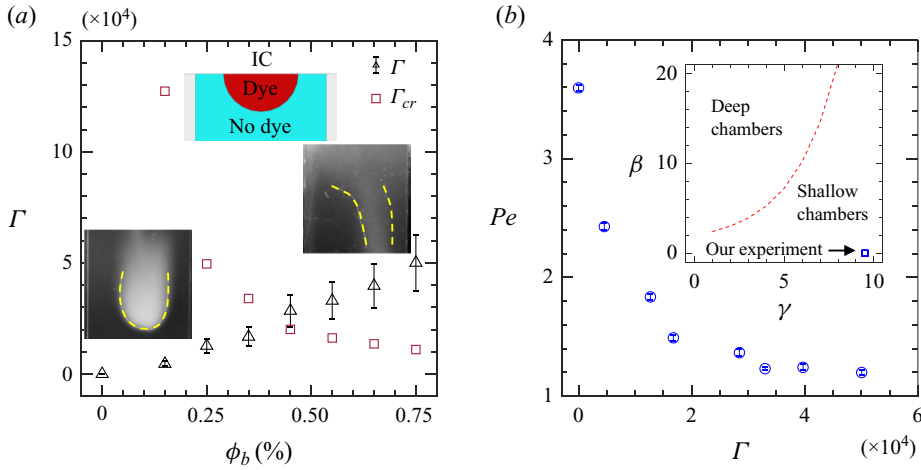 (a)
(×10⁴)
15
10
5
0
Γ
IC
Dye
No dye
Γ
Γcr
0
0.25
0.50
0.75
ϕb (%)
(b)
4
3
2
1
Pe
20
10
0
β
Deep
chambers
Shallow
chambers
Our experiment
0
5
10
γ
0
2
4
6
Γ
(×10⁴)